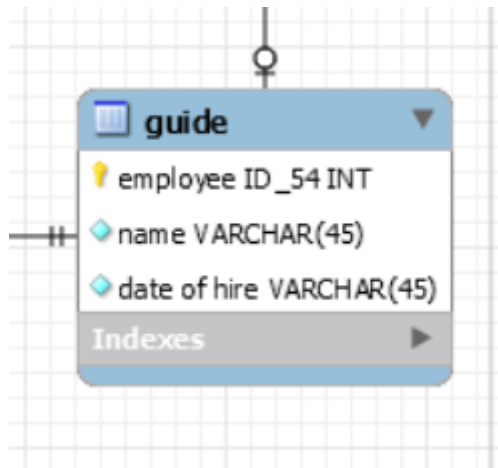 guide
employee ID_54 INT
name VARCHAR(45)
date of hire VARCHAR(45)
Indexes